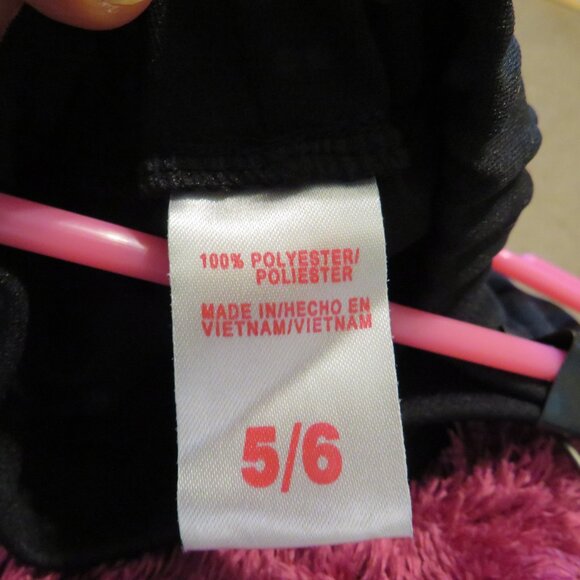 100% POLYESTER/
POLIESTER
MADE IN/HECHO EN
VIETNAM/VIETNAM
5/6